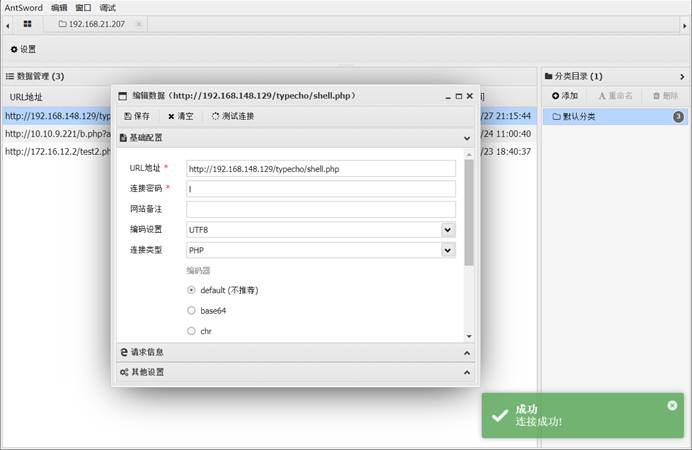 AntSword 编辑 窗口 调试
192.168.21.207
设置
数据管理 (3)
分类目录 (1)
URL地址
间
添加 重命名 删除
http://192.168.148.129/typ
/27 21:15:44
默认分类 3
http://10.10.9.221/b.php?a
/24 11:00:40
http://172.16.12.2/test2.ph
/23 18:40:37
编辑数据 (http://192.168.148.129/typecho/shell.php)
保存 清空 测试连接
基础配置
URL地址 * http://192.168.148.129/typecho/shell.php
连接密码 *
网站备注
编码设置 UTF8
连接类型 PHP
编码器
default (不推荐)
base64
chr
请求信息
其他设置
成功
连接成功!